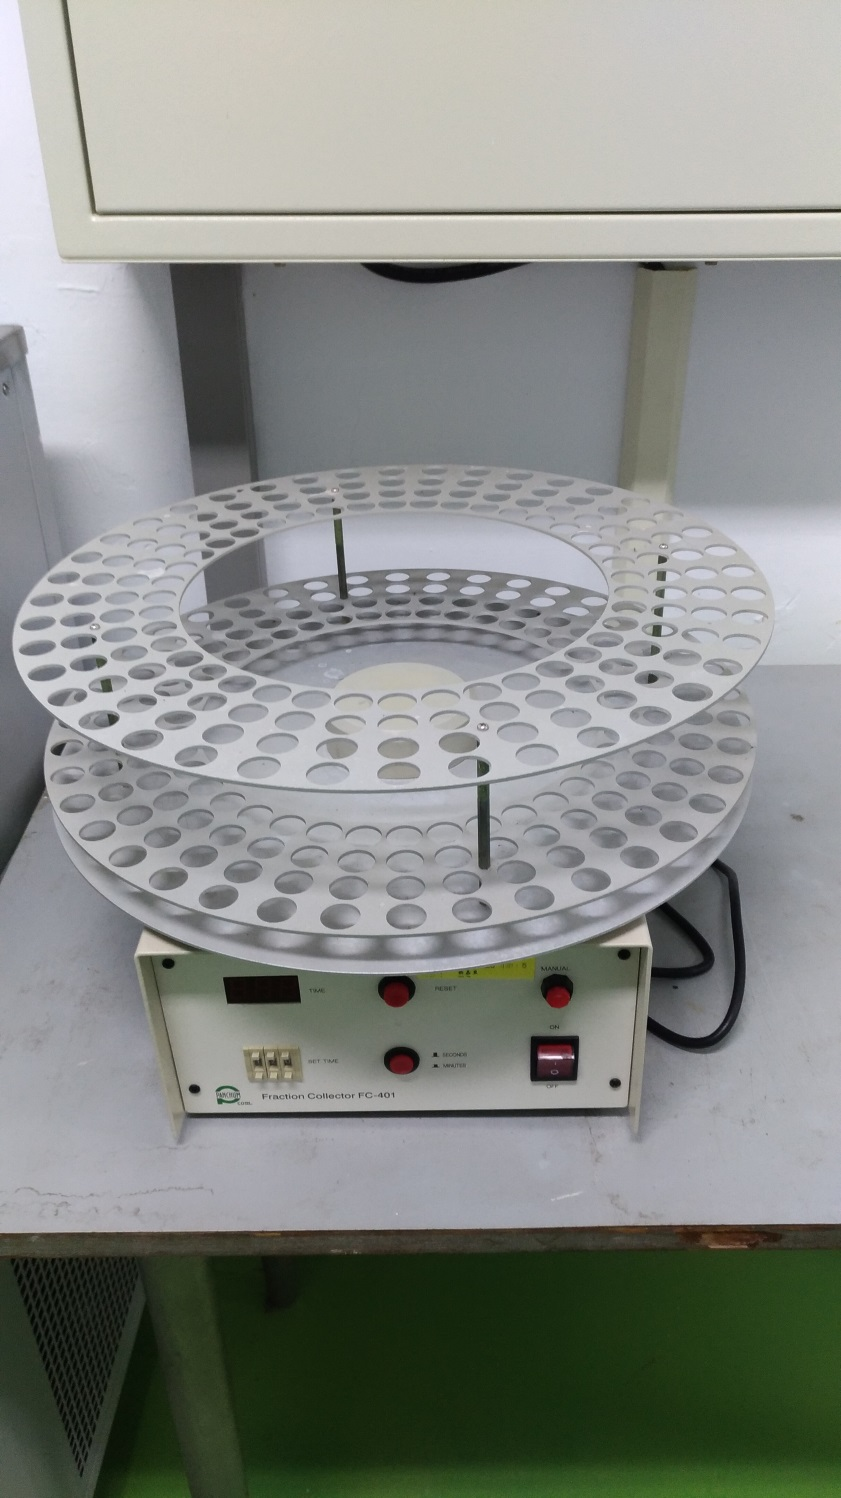 MANUAL
TIME
RESET
ON
SET TIME
SECONDS
MINUTES
OFF
Fraction Collector FC-401